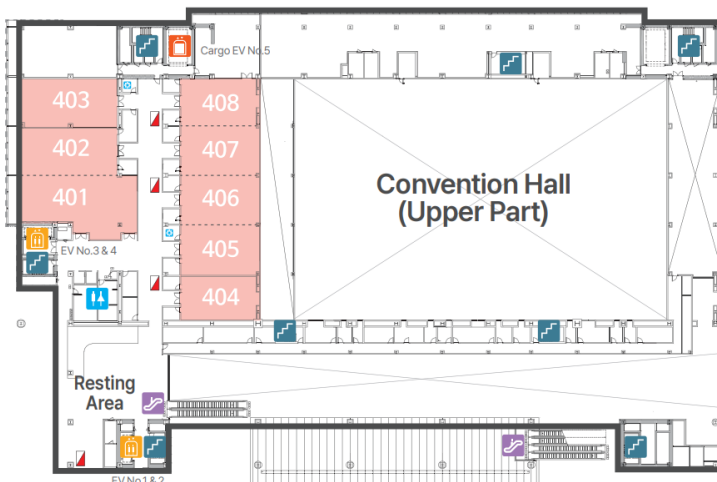 Cargo EV No.5
403
408
402
407
401
406
Convention Hall
(Upper Part)
405
EV No.3 & 4
404
Resting
Area
EV No.1 & 2